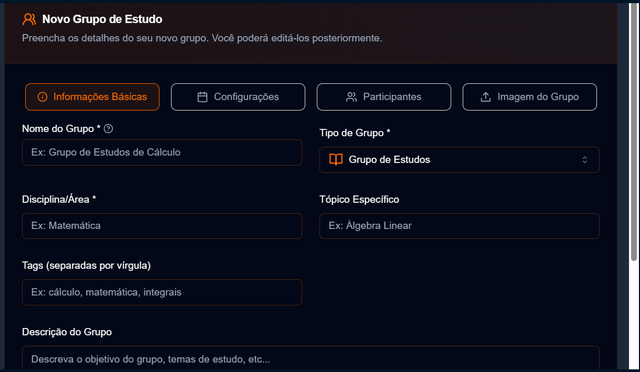 Novo Grupo de Estudo
Preencha os detalhes do seu novo grupo. Você poderá editá-los posteriormente.
Informações Básicas
Configurações
Participantes
Imagem do Grupo
Nome do Grupo *
Ex: Grupo de Estudos de Cálculo
Tipo de Grupo *
Grupo de Estudos
Disciplina/Área *
Ex: Matemática
Tópico Específico
Ex: Álgebra Linear
Tags (separadas por vírgula)
Ex: cálculo, matemática, integrais
Descrição do Grupo
Descreva o objetivo do grupo, temas de estudo, etc...